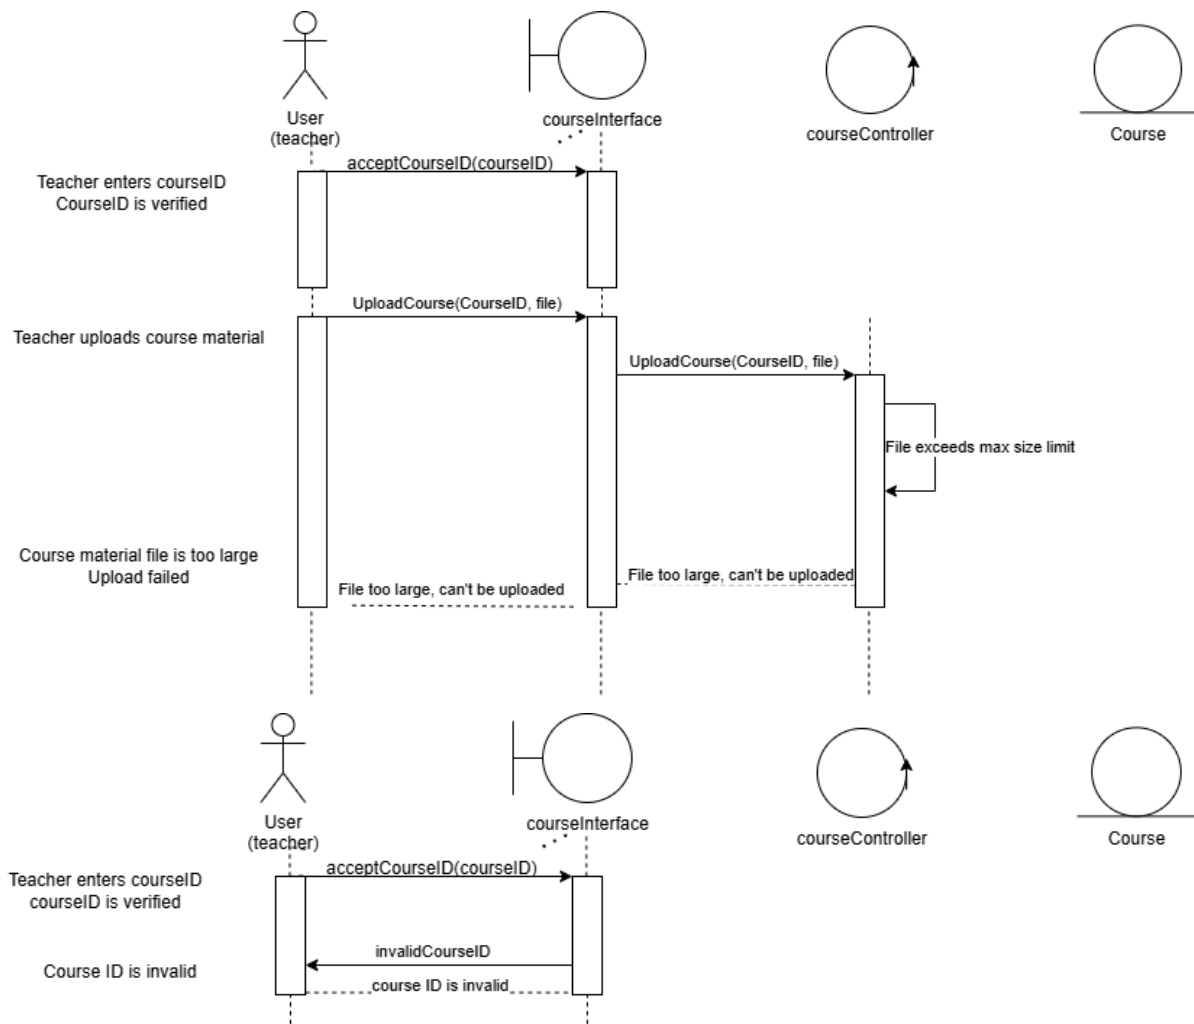 User
(teacher)
courseInterface
courseController
Course
acceptCourseID(courseID)
Teacher enters courseID
CourseID is verified
UploadCourse(CourseID, file)
Teacher uploads course material
UploadCourse(CourseID, file)
File exceeds max size limit
Course material file is too large
Upload failed
File too large, can't be uploaded
File too large, can't be uploaded
User
(teacher)
courseInterface
courseController
Course
acceptCourseID(courseID)
Teacher enters courseID
courseID is verified
invalidCourseID
Course ID is invalid
course ID is invalid